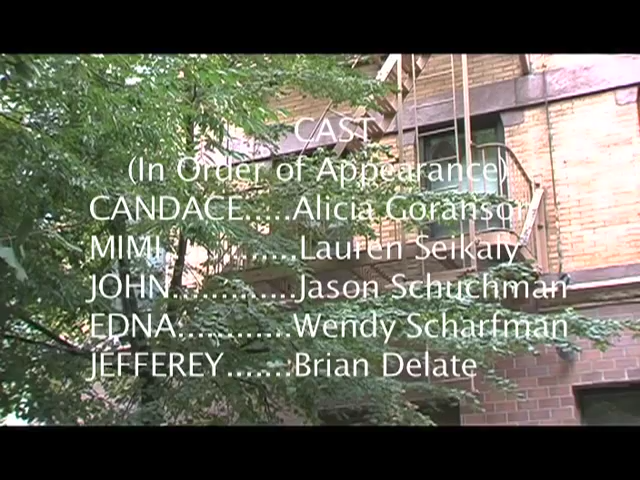 CAST
(In Order of Appearance)
CANDACE.....Alicia Goranson
MIMI..............Lauren Seikaly
JOHN.............Jason Schuchman
EDNA............Wendy Scharfman
JEFFEREY.......Brian Delate